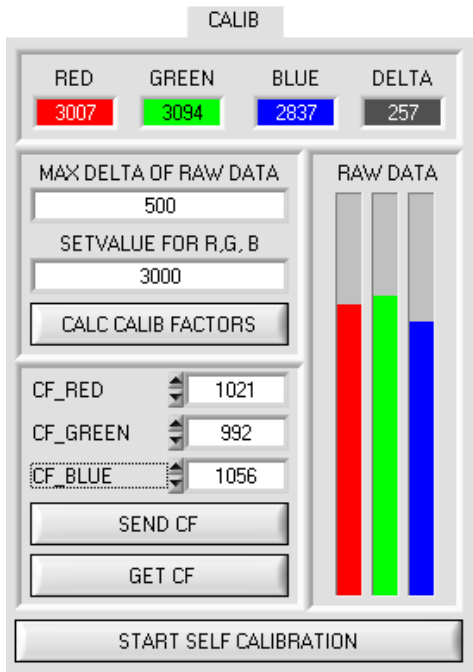 CALIB
RED GREEN BLUE DELTA
3007 3094 2837 257
MAX DELTA OF RAW DATA
500
SETVALUE FOR R,G, B
3000
CALC CALIB FACTORS
RAW DATA
CF_RED 1021
CF_GREEN 992
CF_BLUE 1056
SEND CF
GET CF
START SELF CALIBRATION